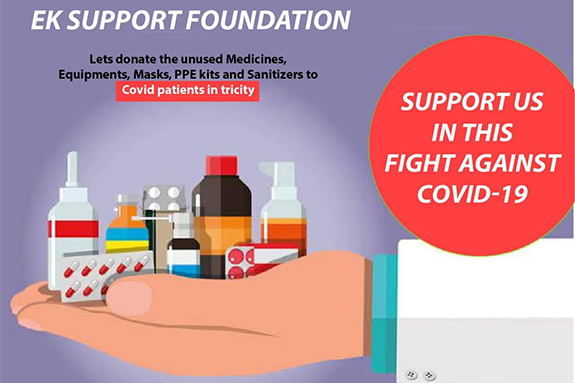 EK SUPPORT FOUNDATION
Lets donate the unused Medicines,
Equipments, Masks, PPE kits and Sanitizers to
Covid patients in tricity
SUPPORT US
IN THIS
FIGHT AGAINST
COVID-19